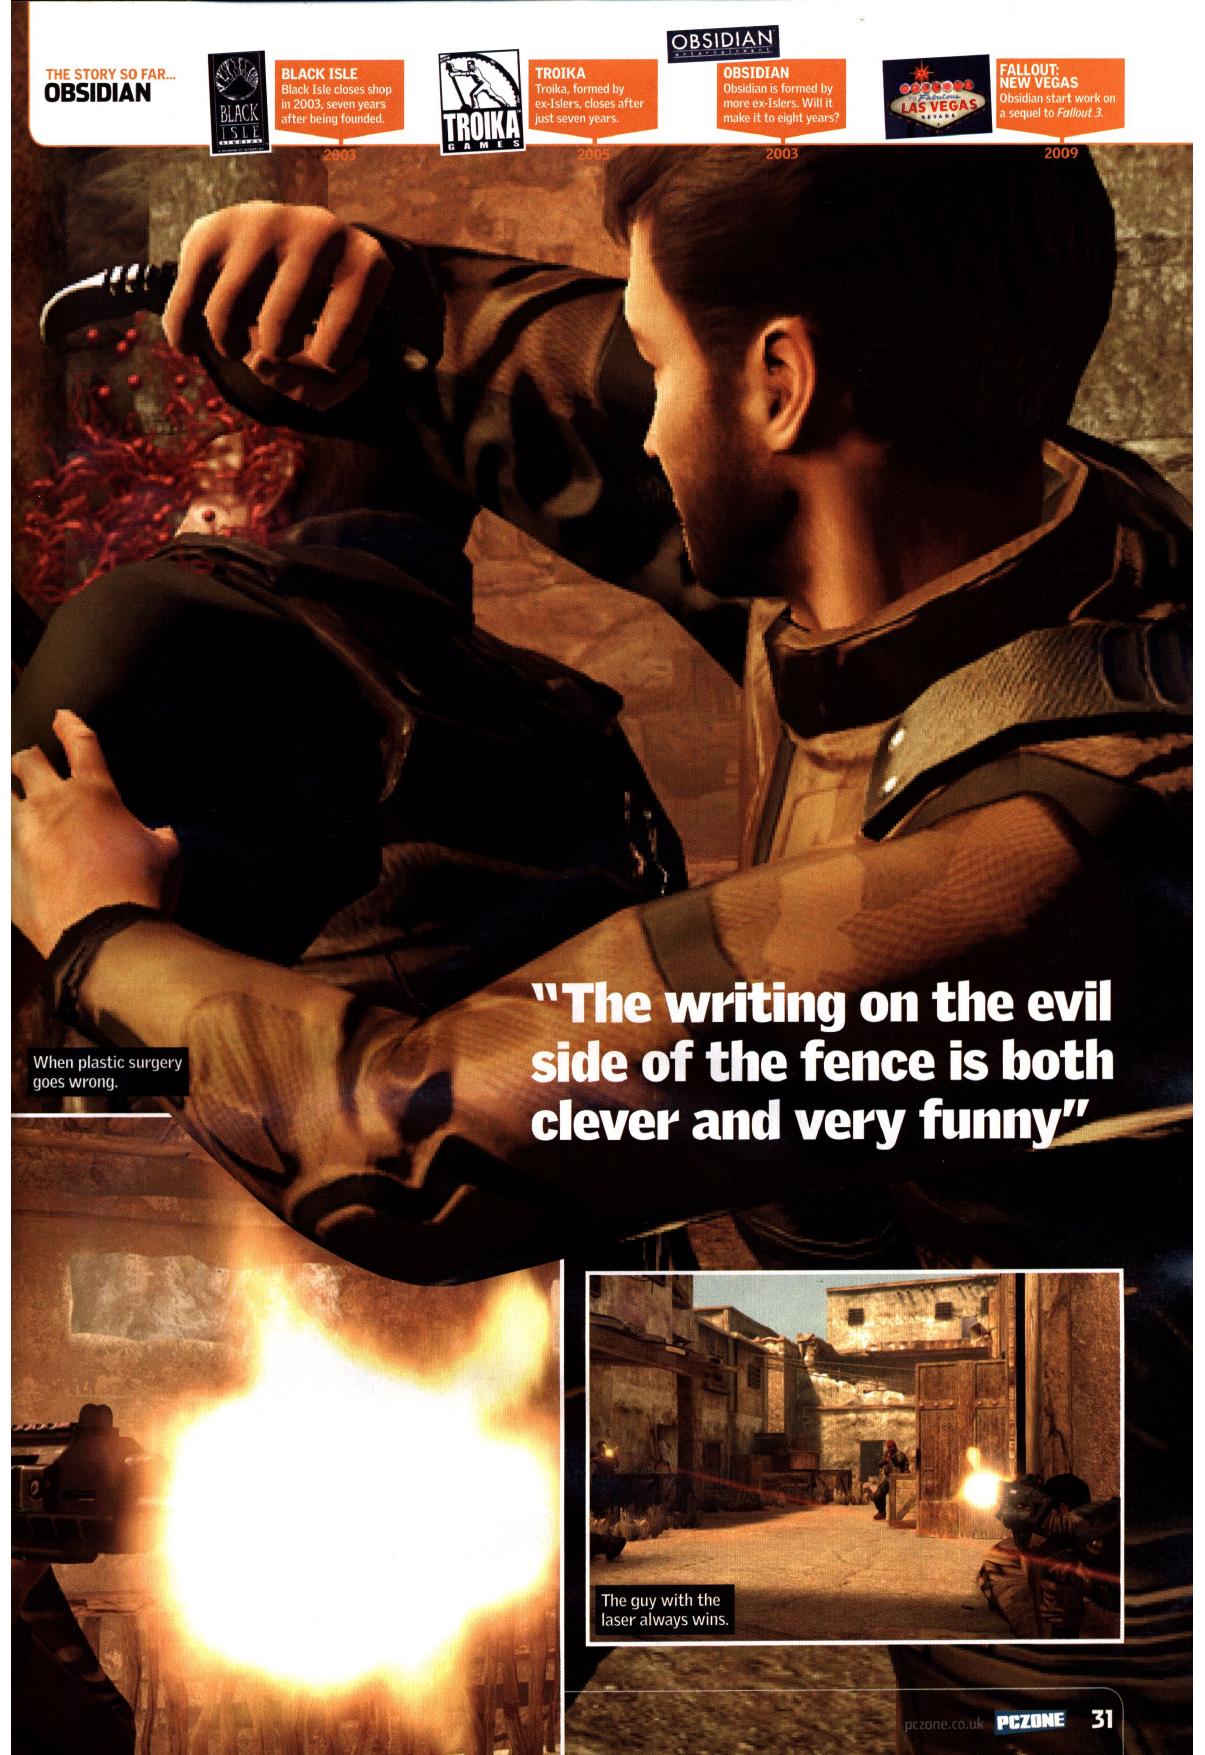 THE STORY SO FAR...
OBSIDIAN
BLACK
ISLE
STUDIOS
BLACK ISLE
Black Isle closes shop
in 2003, seven years
after being founded.
2003
TROIKA
GAMES
TROIKA
Troika, formed by
ex-Islers, closes after
just seven years.
2005
OBSIDIAN
entertainment
OBSIDIAN
Obsidian is formed by
more ex-Islers. Will it
make it to eight years?
2003
Fabulous
LAS VEGAS
NEVADA
FALLOUT:
NEW VEGAS
Obsidian start work on
a sequel to Fallout 3.
2009
"The writing on the evil
side of the fence is both
clever and very funny"
When plastic surgery
goes wrong.
The guy with the
laser always wins.
pczone.co.uk PCZONE 31